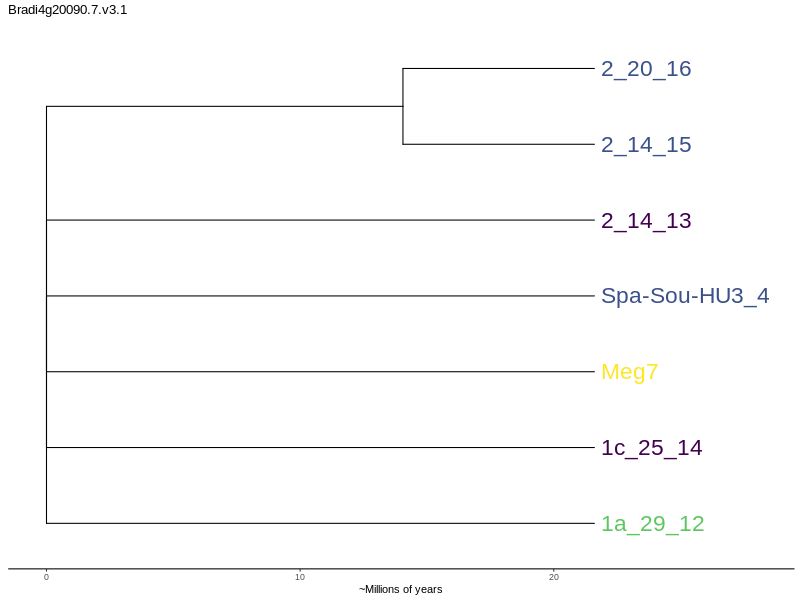 Bradi4g20090.7.v3.1
2_20_16
2_14_15
2_14_13
Spa-Sou-HU3_4
Meg7
1c_25_14
1a_29_12
0 10 20
~Millions of years